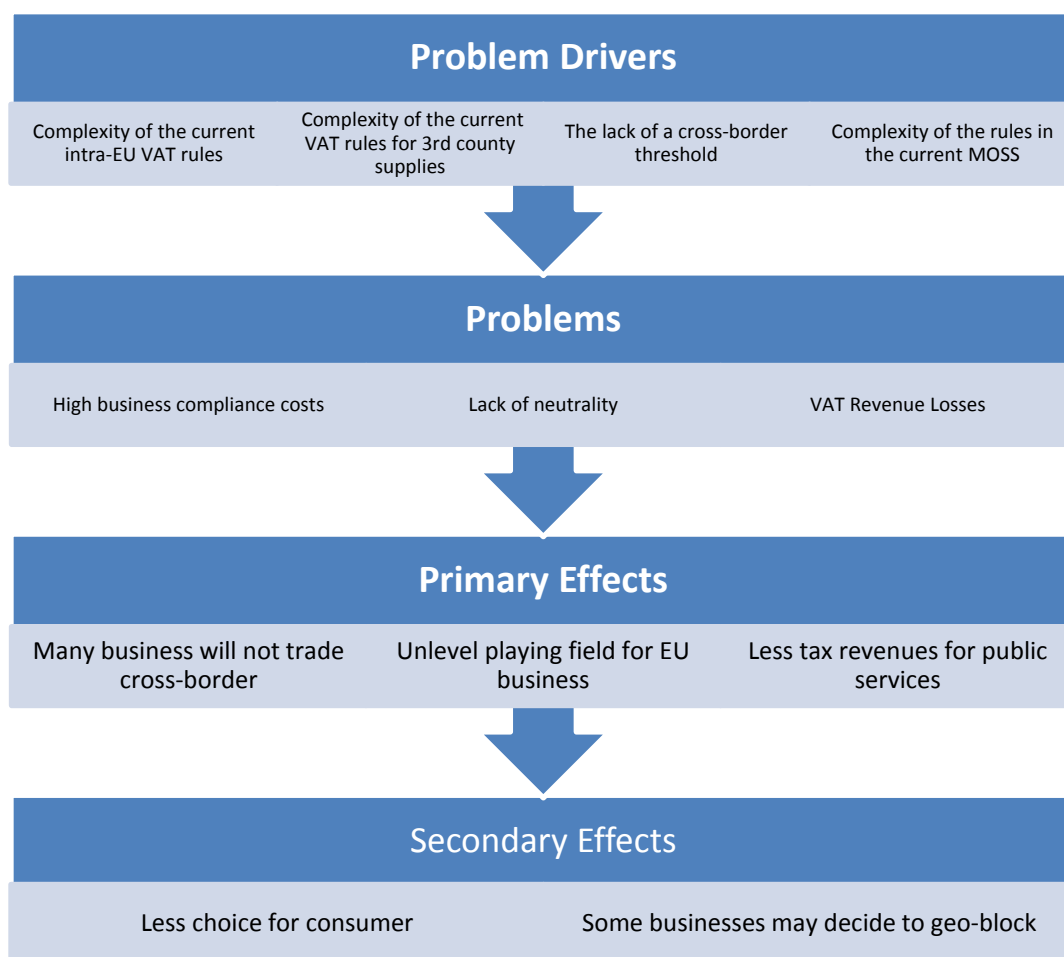 Problem Drivers
Complexity of the current
intra-EU VAT rules
Complexity of the current
VAT rules for 3rd county
supplies
The lack of a cross-border
threshold
Complexity of the rules in
the current MOSS
Problems
High business compliance costs
Lack of neutrality
VAT Revenue Losses
Primary Effects
Many business will not trade
cross-border
Unlevel playing field for EU
business
Less tax revenues for public
services
Secondary Effects
Less choice for consumer
Some businesses may decide to geo-block